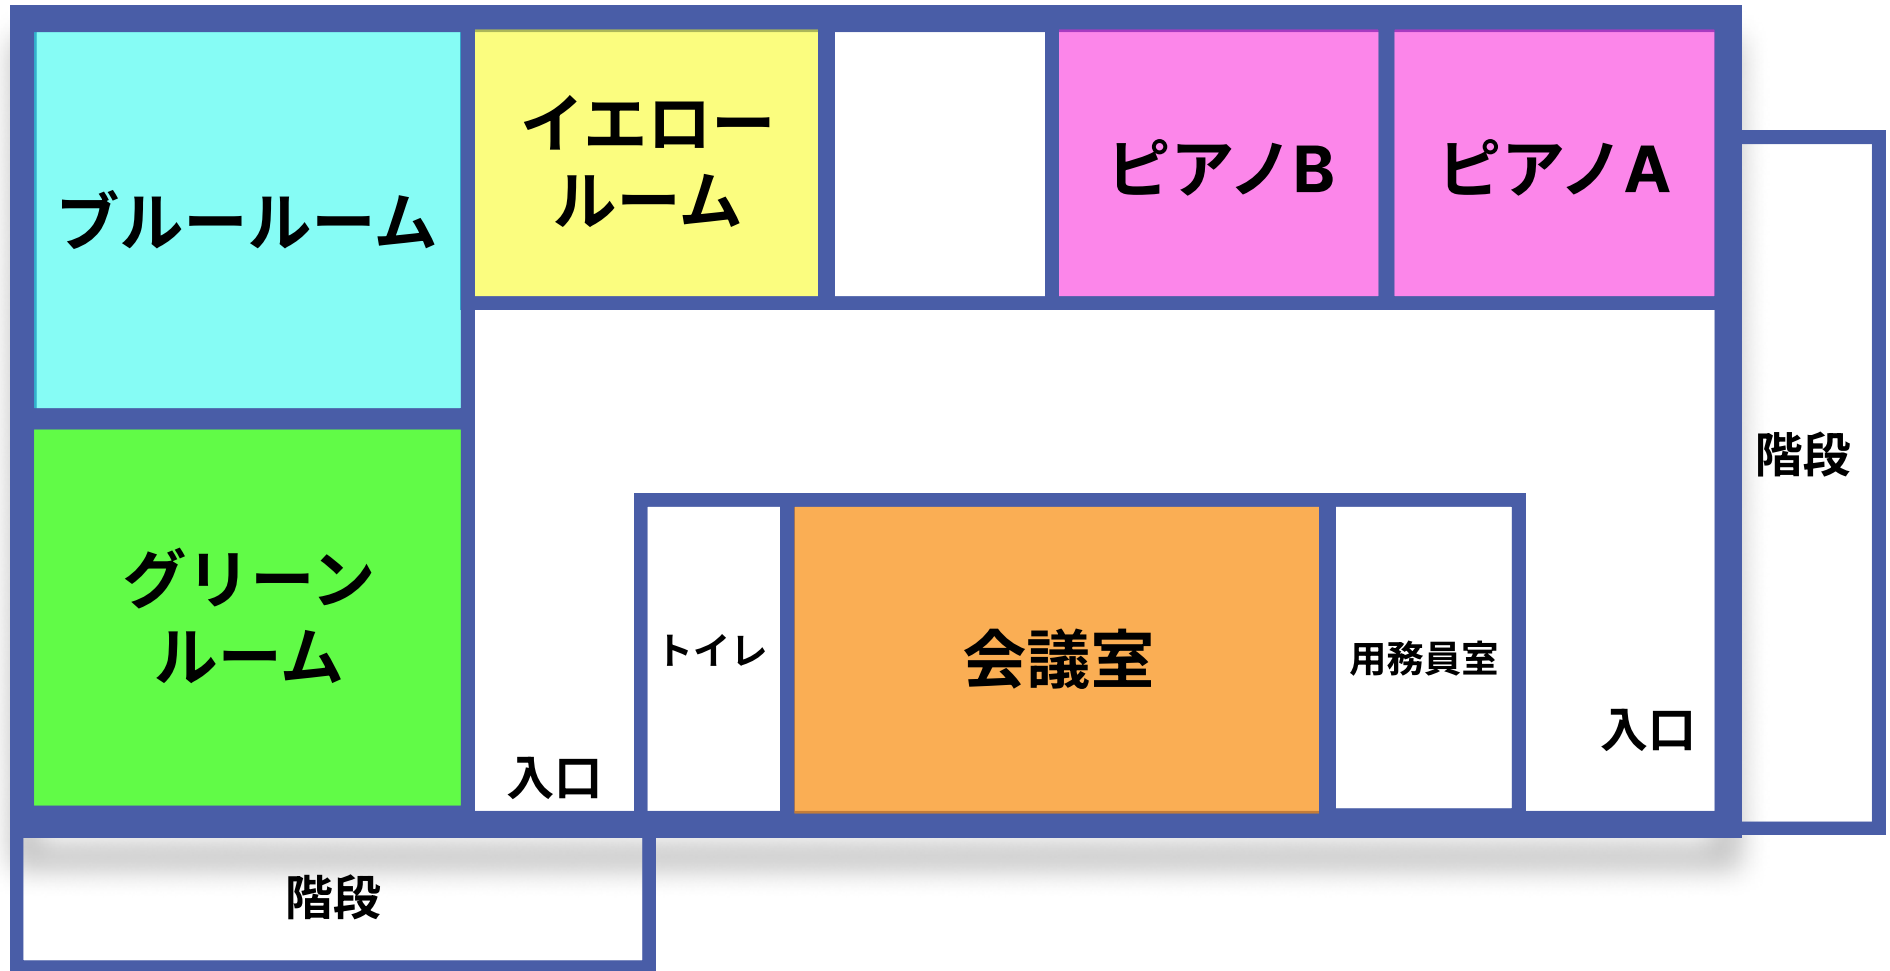 ブルールーム
イエロー
ルーム
ピアノB
ピアノA
階段
グリーン
ルーム
トイレ
会議室
用務員室
入口
入口
階段